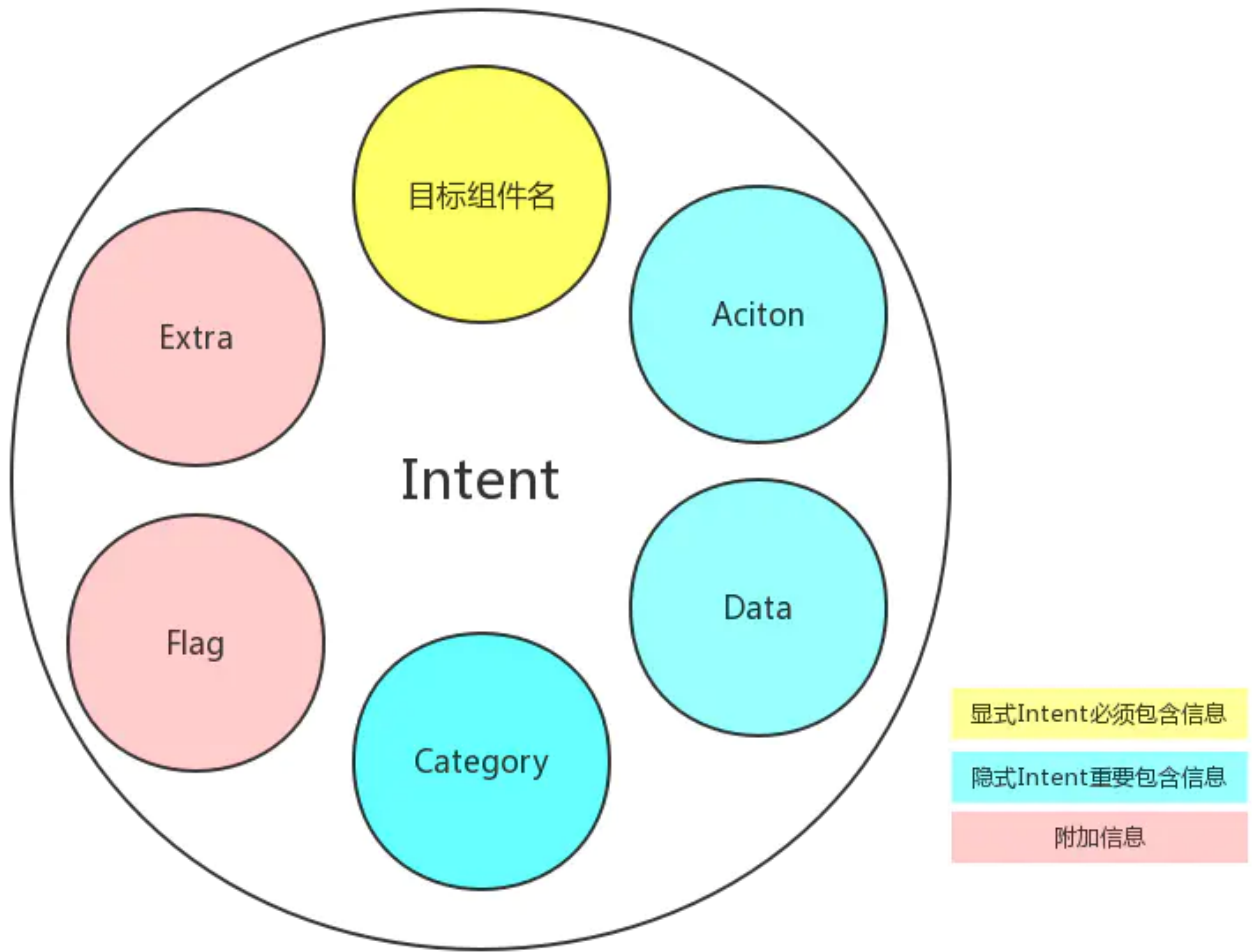 目标组件名
Aciton
Extra
Intent
Data
Flag
Category
显式Intent必须包含信息
隐式Intent重要包含信息
附加信息